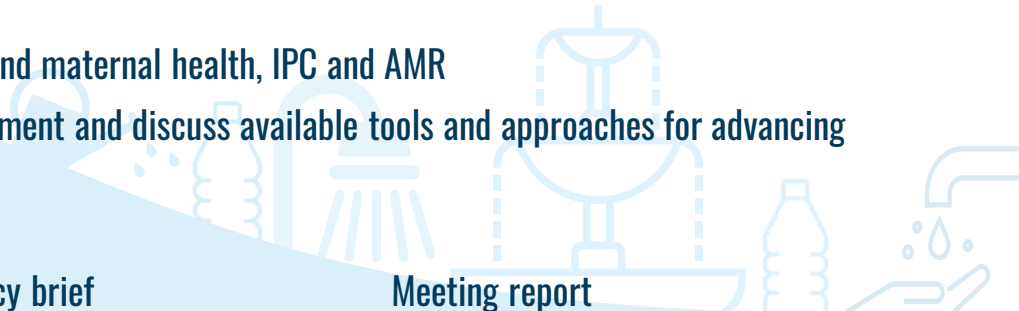 nd maternal health, IPC and AMR
ment and discuss available tools and approaches for advancing
cy brief Meeting report